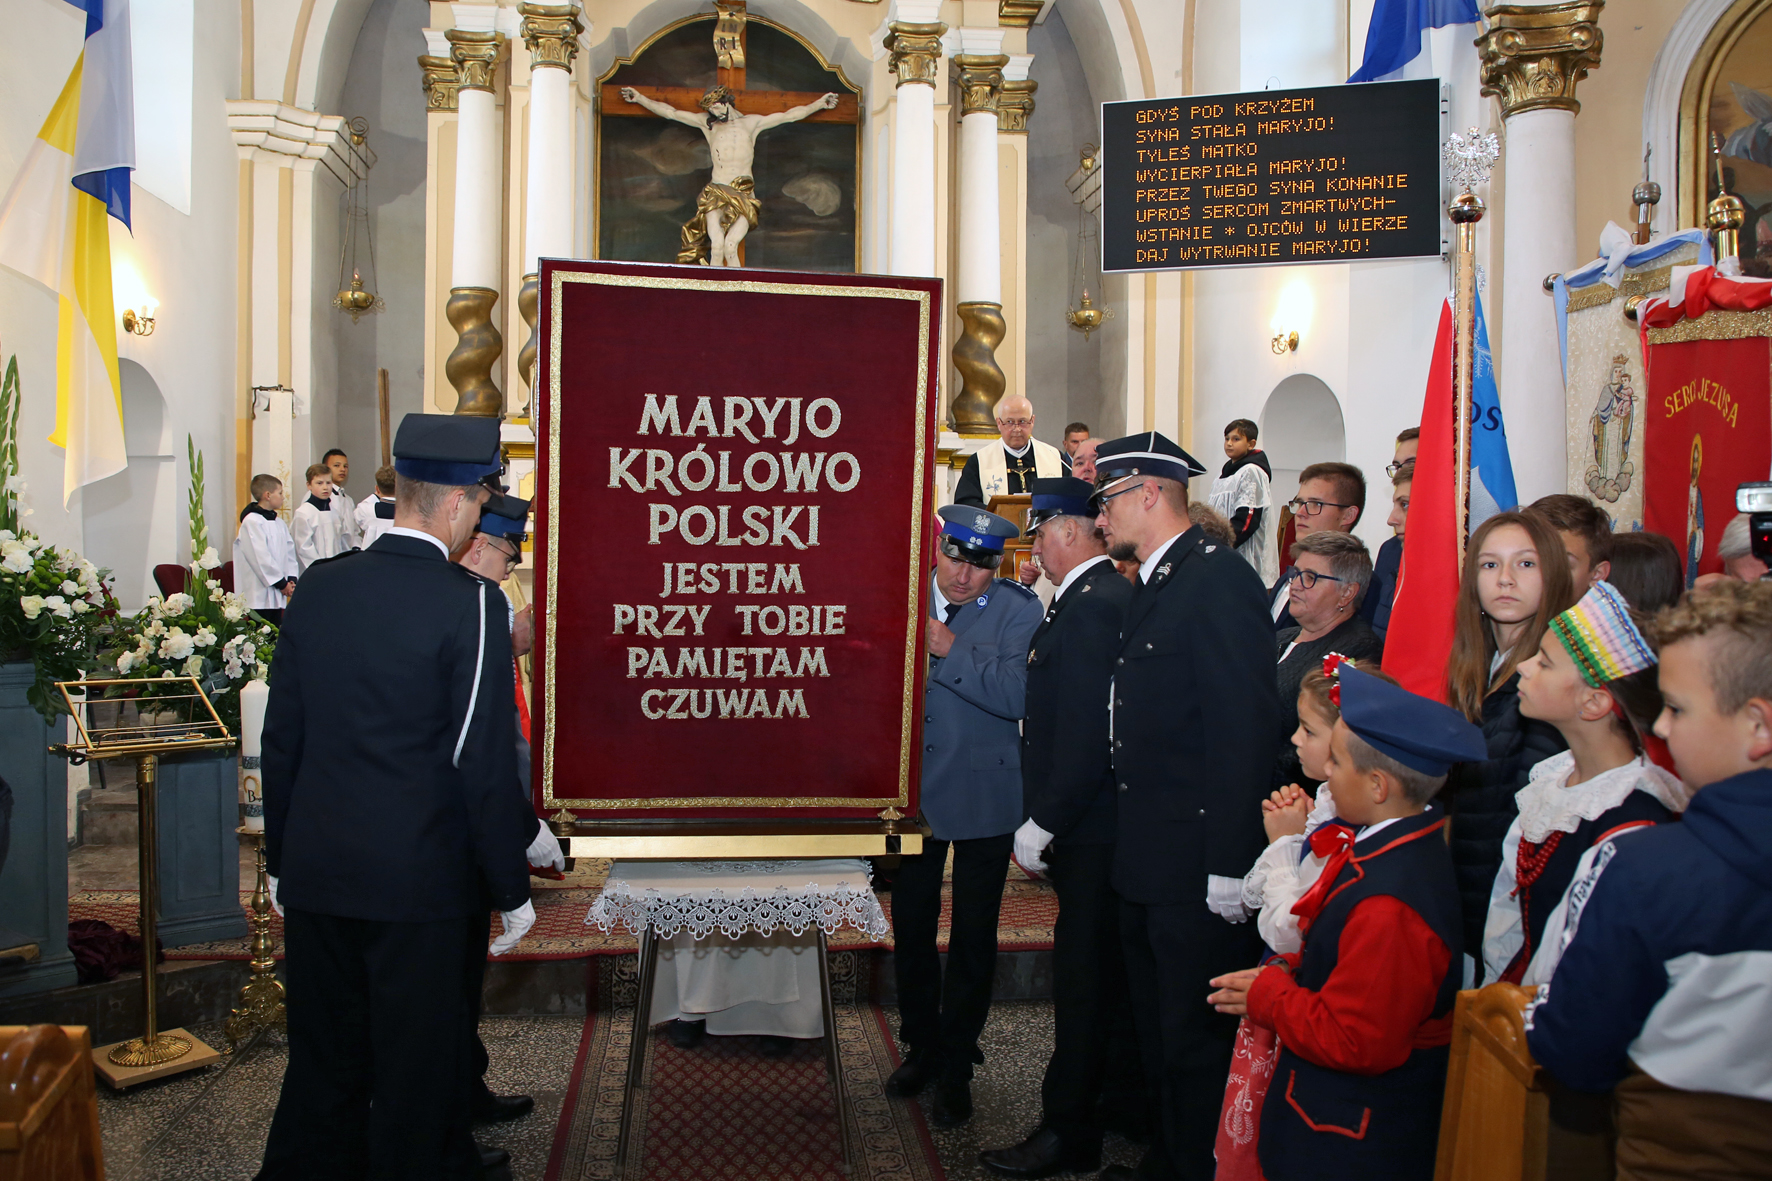 GDYŚ POD KRZYŻEM
SYNA STAŁA MARYJO!
TYLEŚ MATKO
WYCIERPIAŁA MARYJO!
PRZEZ TWEGO SYNA KONANIE
UPROŚ SERCOM ZMARTWYCH-
WSTANIE * OJCÓW W WIERZE
DAJ WYTRWANIE MARYJO!
MARYJO
KRÓLOWO
POLSKI
JESTEM
PRZY TOBIE
PAMIĘTAM
CZUWAM
JEZUSA